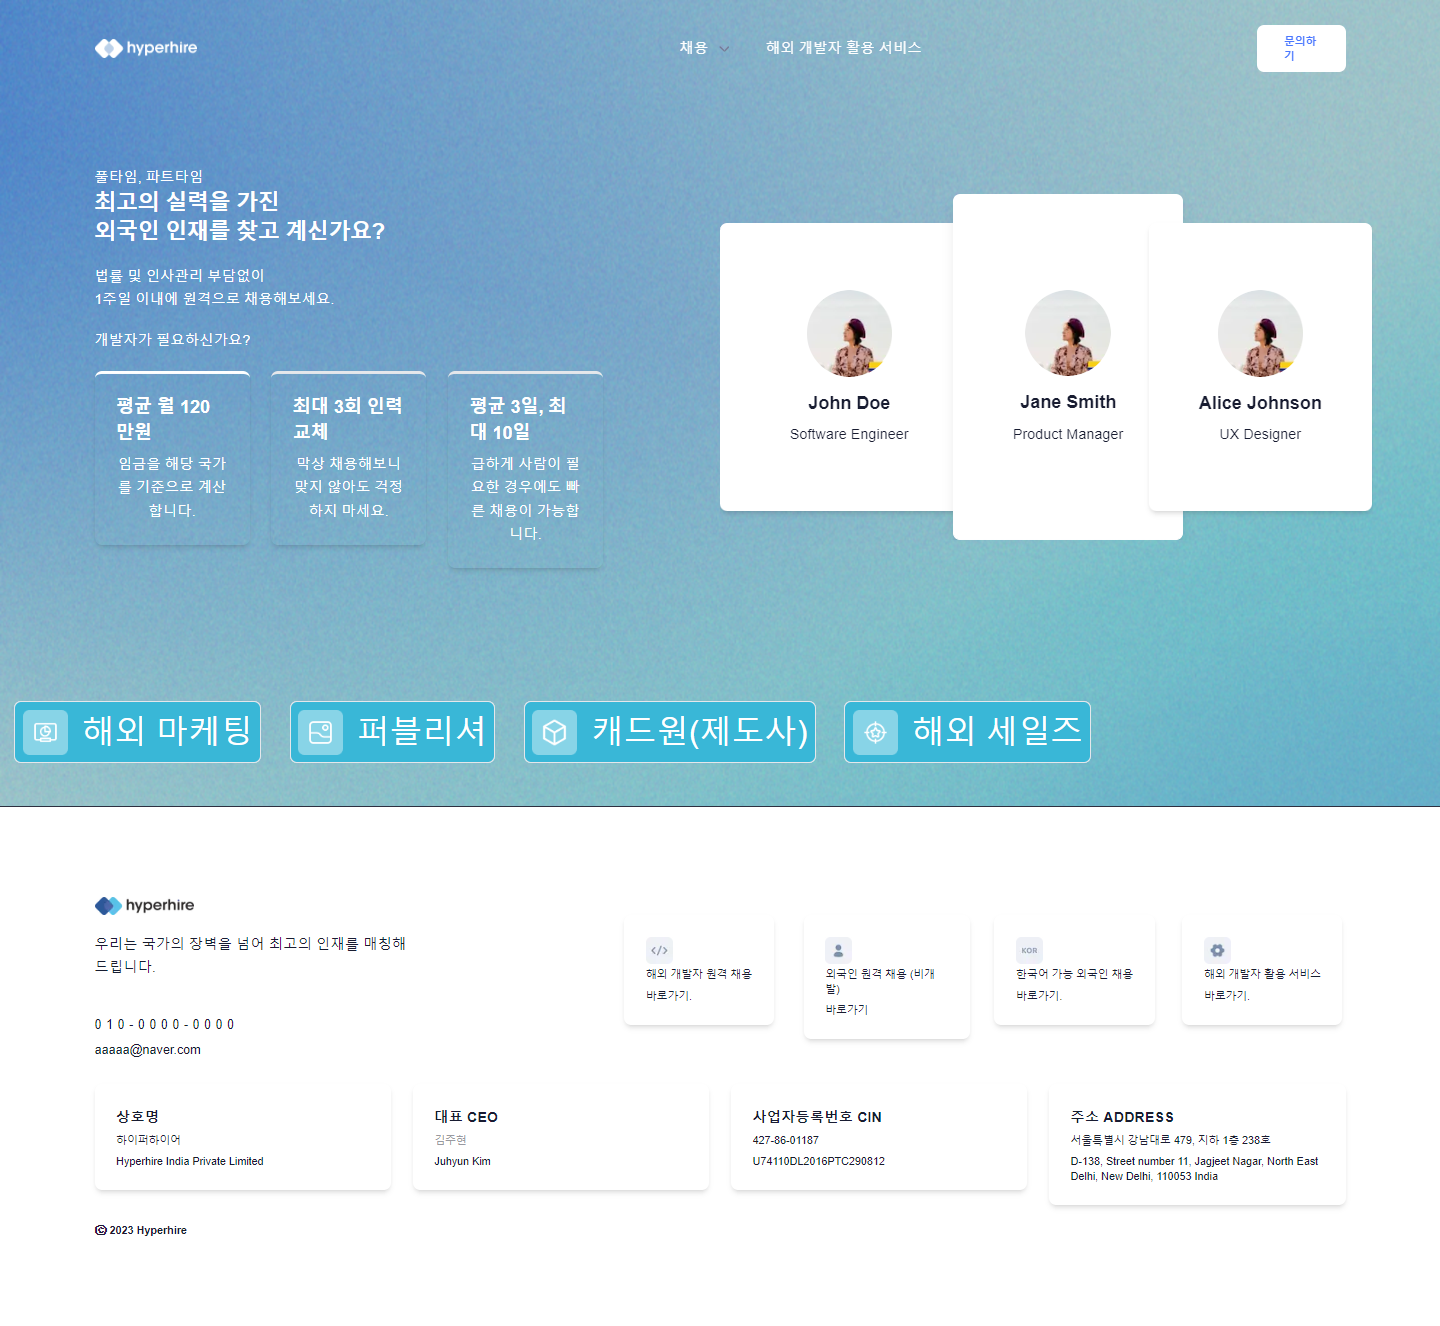 hyperhire
채용
해외 개발자 활용 서비스
문의하
기
풀타임, 파트타임
최고의 실력을 가진
외국인 인재를 찾고 계신가요?
법률 및 인사관리 부담없이
1주일 이내에 원격으로 채용해보세요.
개발자가 필요하신가요?
평균 월 120
만원
임금을 해당 국가
를 기준으로 계산
합니다.
최대 3회 인력
교체
막상 채용해보니
맞지 않아도 걱정
하지 마세요.
평균 3일, 최
대 10일
급하게 사람이 필
요한 경우에도 빠
른 채용이 가능합
니다.
John Doe
Software Engineer
Jane Smith
Product Manager
Alice Johnson
UX Designer
해외 마케팅
퍼블리셔
캐드원(제도사)
해외 세일즈
hyperhire
우리는 국가의 장벽을 넘어 최고의 인재를 매칭해
드립니다.
010-0000-0000
aaaaa@naver.com
해외 개발자 원격 채용
바로가기.
외국인 원격 채용 (비개
발)
바로가기
KOR
한국어 가능 외국인 채용
바로가기.
해외 개발자 활용 서비스
바로가기.
상호명
하이퍼하이어
Hyperhire India Private Limited
대표 CEO
김주현
Juhyun Kim
사업자등록번호 CIN
427-86-01187
U74110DL2016PTC290812
주소 ADDRESS
서울특별시 강남대로 479, 지하 1층 238호
D-138, Street number 11, Jagjeet Nagar, North East
Delhi, New Delhi, 110053 India
ⓒ 2023 Hyperhire